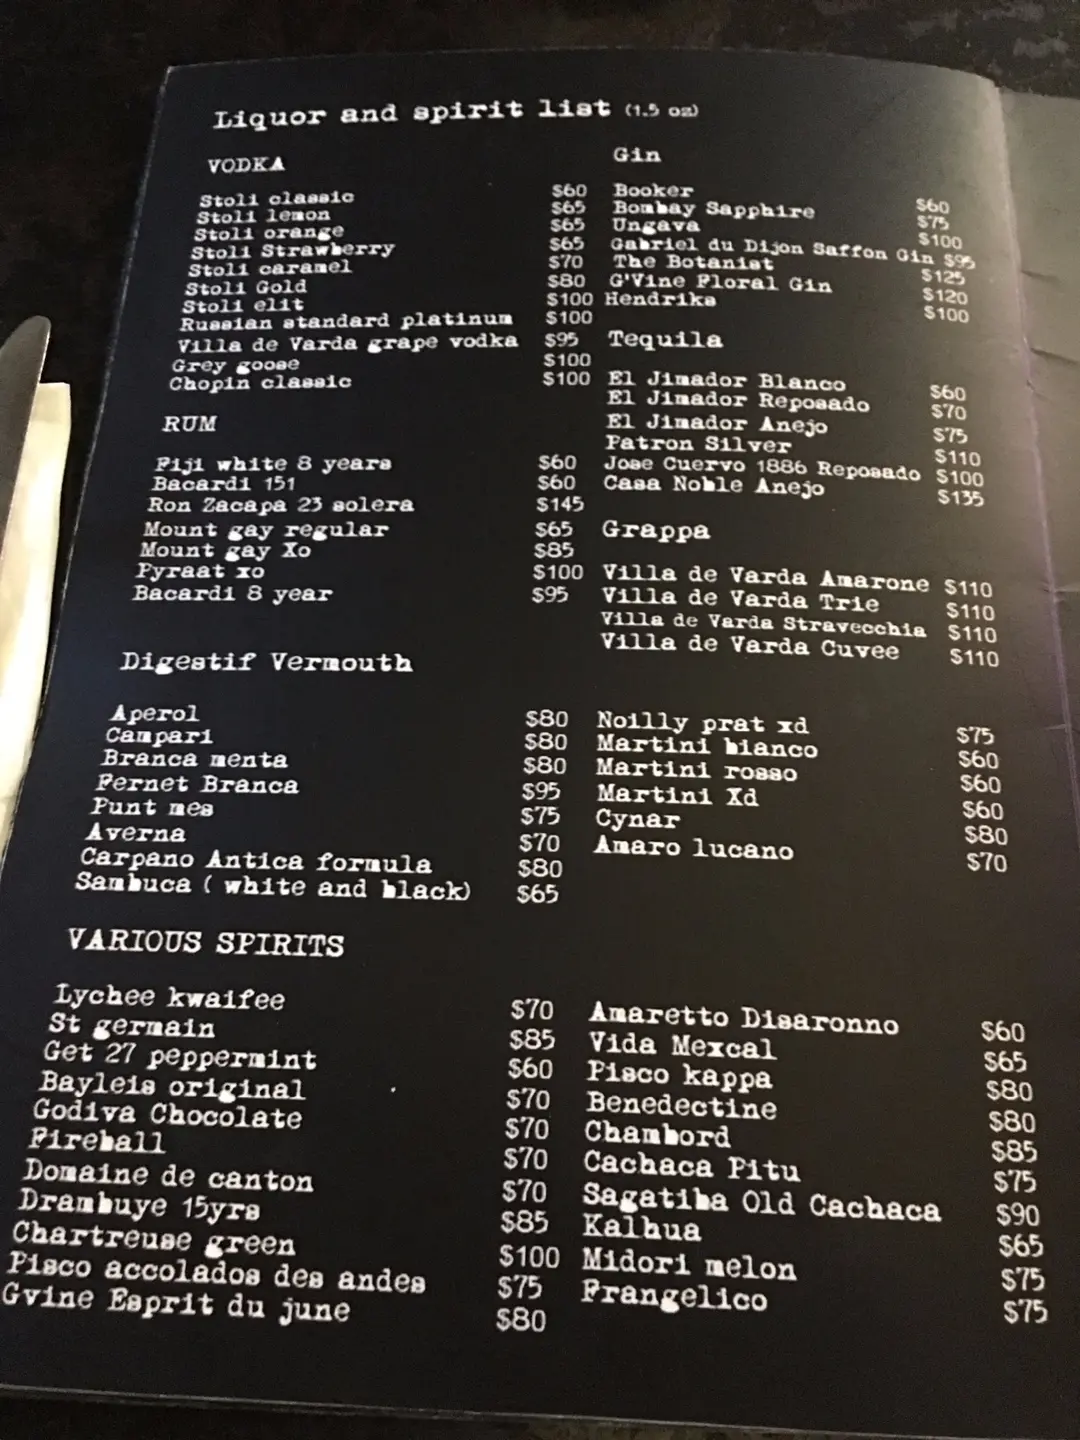 Liquor and spirit list (1.5 oz)
VODKA
Stoli classic $60
Stoli lemon $65
Stoli orange $65
Stoli Strawberry $65
Stoli caramel $70
Stoli Gold $80
Stoli elit $100
Russian standard platinum $100
Villa de Varda grape vodka $95
Grey goose $100
Chopin classic $100
RUM
Fiji white 8 years $60
Bacardi 151 $60
Ron Zacapa 23 solera $145
Mount gay regular $65
Mount gay Xo $85
Pyraat xo $100
Bacardi 8 year $95
Gin
Booker $60
Bombay Sapphire $75
Ungava $100
Gabriel du Dijon Saffon Gin $95
The Botanist $125
G'Vine Floral Gin $120
Hendriks $100
Tequila
El Jimador Blanco $60
El Jimador Reposado $70
El Jimador Anejo $75
Patron Silver $110
Jose Cuervo 1886 Reposado $100
Casa Noble Anejo $135
Grappa
Villa de Varda Amarone $110
Villa de Varda Trie $110
Villa de Varda Stravecchia $110
Villa de Varda Cuvee $110
Digestif Vermouth
Aperol $80
Campari $80
Branca menta $80
Fernet Branca $95
Punt mes $75
Averna $70
Carpano Antica formula $80
Sambuca ( white and black) $65
Noilly prat xd $75
Martini bianco $60
Martini rosso $60
Martini Xd $60
Cynar $80
Amaro lucano $70
VARIOUS SPIRITS
Lychee kwaifee $70
St germain $85
Get 27 peppermint $60
Bayleis original $70
Godiva Chocolate $70
Fireball $70
Domaine de canton $70
Drambuye 15yrs $85
Chartreuse green $100
Pisco accolados des andes $75
Gvine Esprit du june $80
Amaretto Disaronno $60
Vida Mexcal $65
Pisco kappa $80
Benedectine $80
Chambord $85
Cachaca Pitu $75
Sagatiba Old Cachaca $90
Kalhua $65
Midori melon $75
Frangelico $75